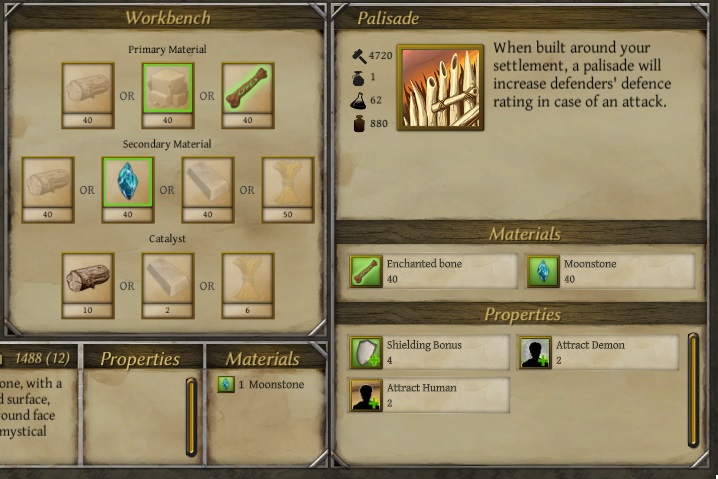 Workbench
Primary Material
OR
OR
40
40
40
Secondary Material
OR
OR
OR
40
40
40
50
Catalyst
OR
OR
10
2
6
1488 (12)
one, with a
d surface,
ound face
mystical
Properties
Materials
1 Moonstone
Palisade
4720
1
62
880
When built around your
settlement, a palisade will
increase defenders' defence
rating in case of an attack.
Materials
Enchanted bone
40
Moonstone
40
Properties
Shielding Bonus
4
Attract Demon
2
Attract Human
2